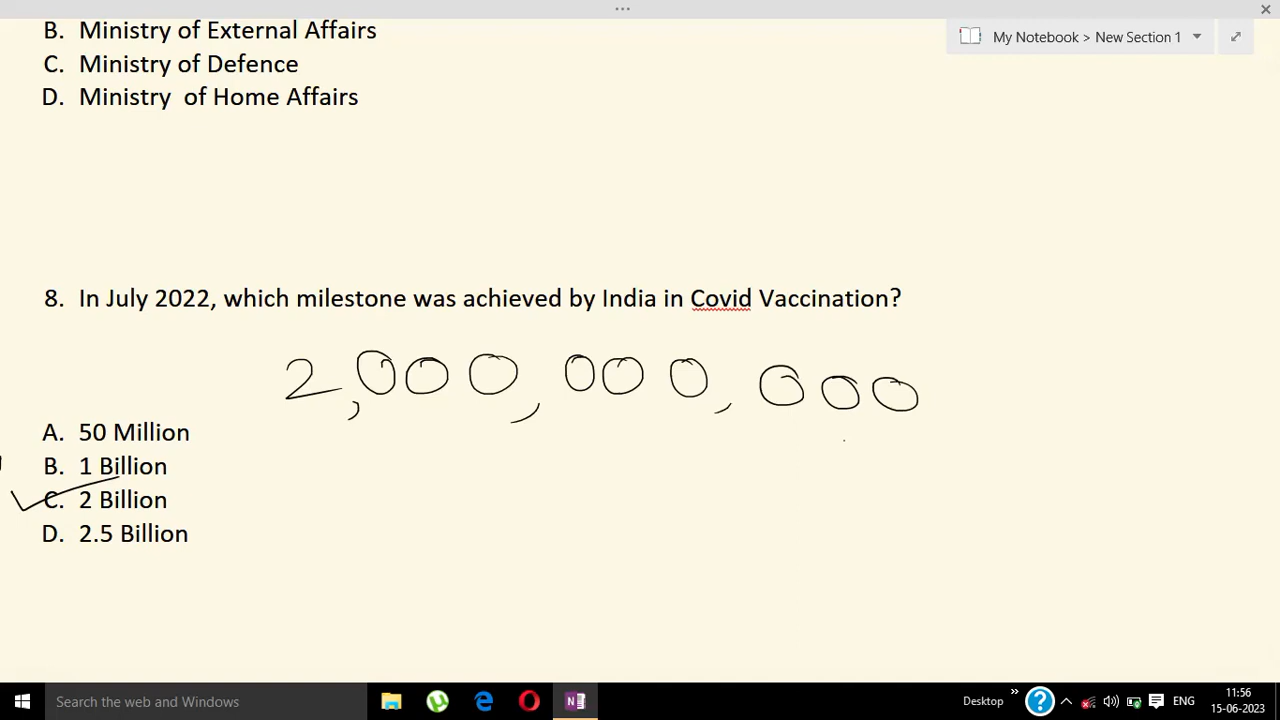 B. Ministry of External Affairs
My Notebook > New Section 1
C. Ministry of Defence
D. Ministry of Home Affairs
8. In July 2022, which milestone was achieved by India in Covid Vaccination?
2,000,000,000
A. 50 Million
B. 1 Billion
C. 2 Billion
D. 2.5 Billion
Search the web and Windows
Desktop
ENG
11:56
15-06-2023